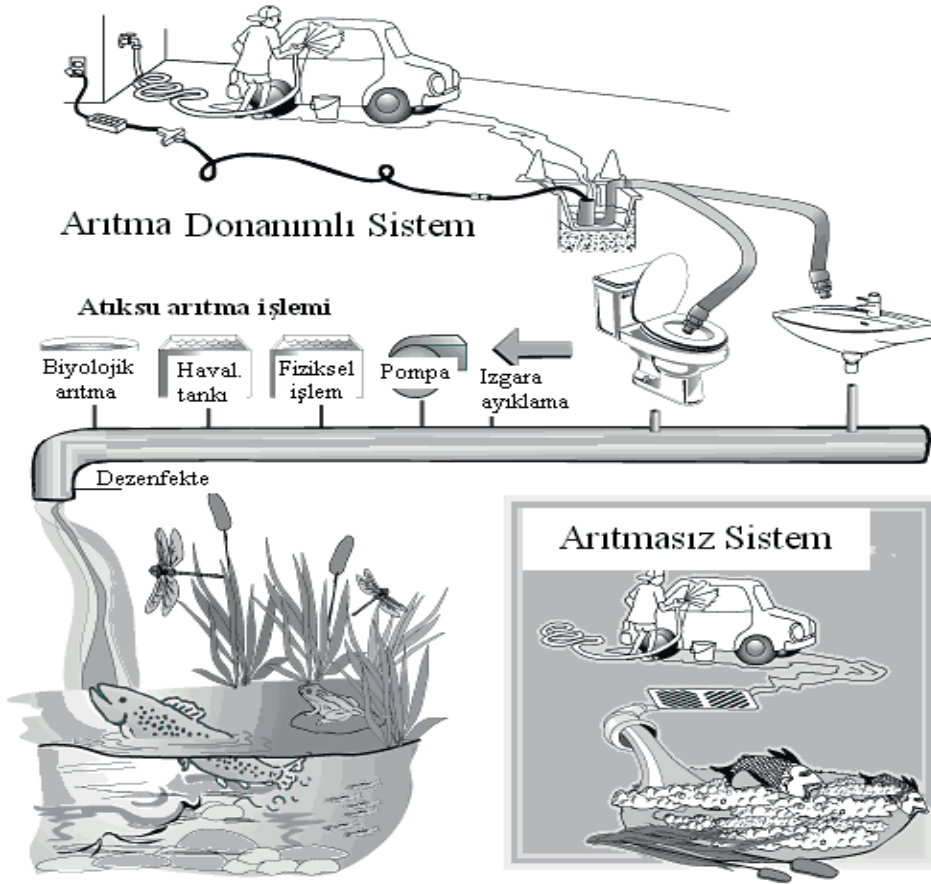 Arıtma Donanımlı Sistem
Atıksu arıtma işlemi
Biyolojik
arıtma
Haval.
tankı
Fiziksel
işlem
Pompa
Izgara
ayıklama
Dezenfekte
Arıtmasız Sistem